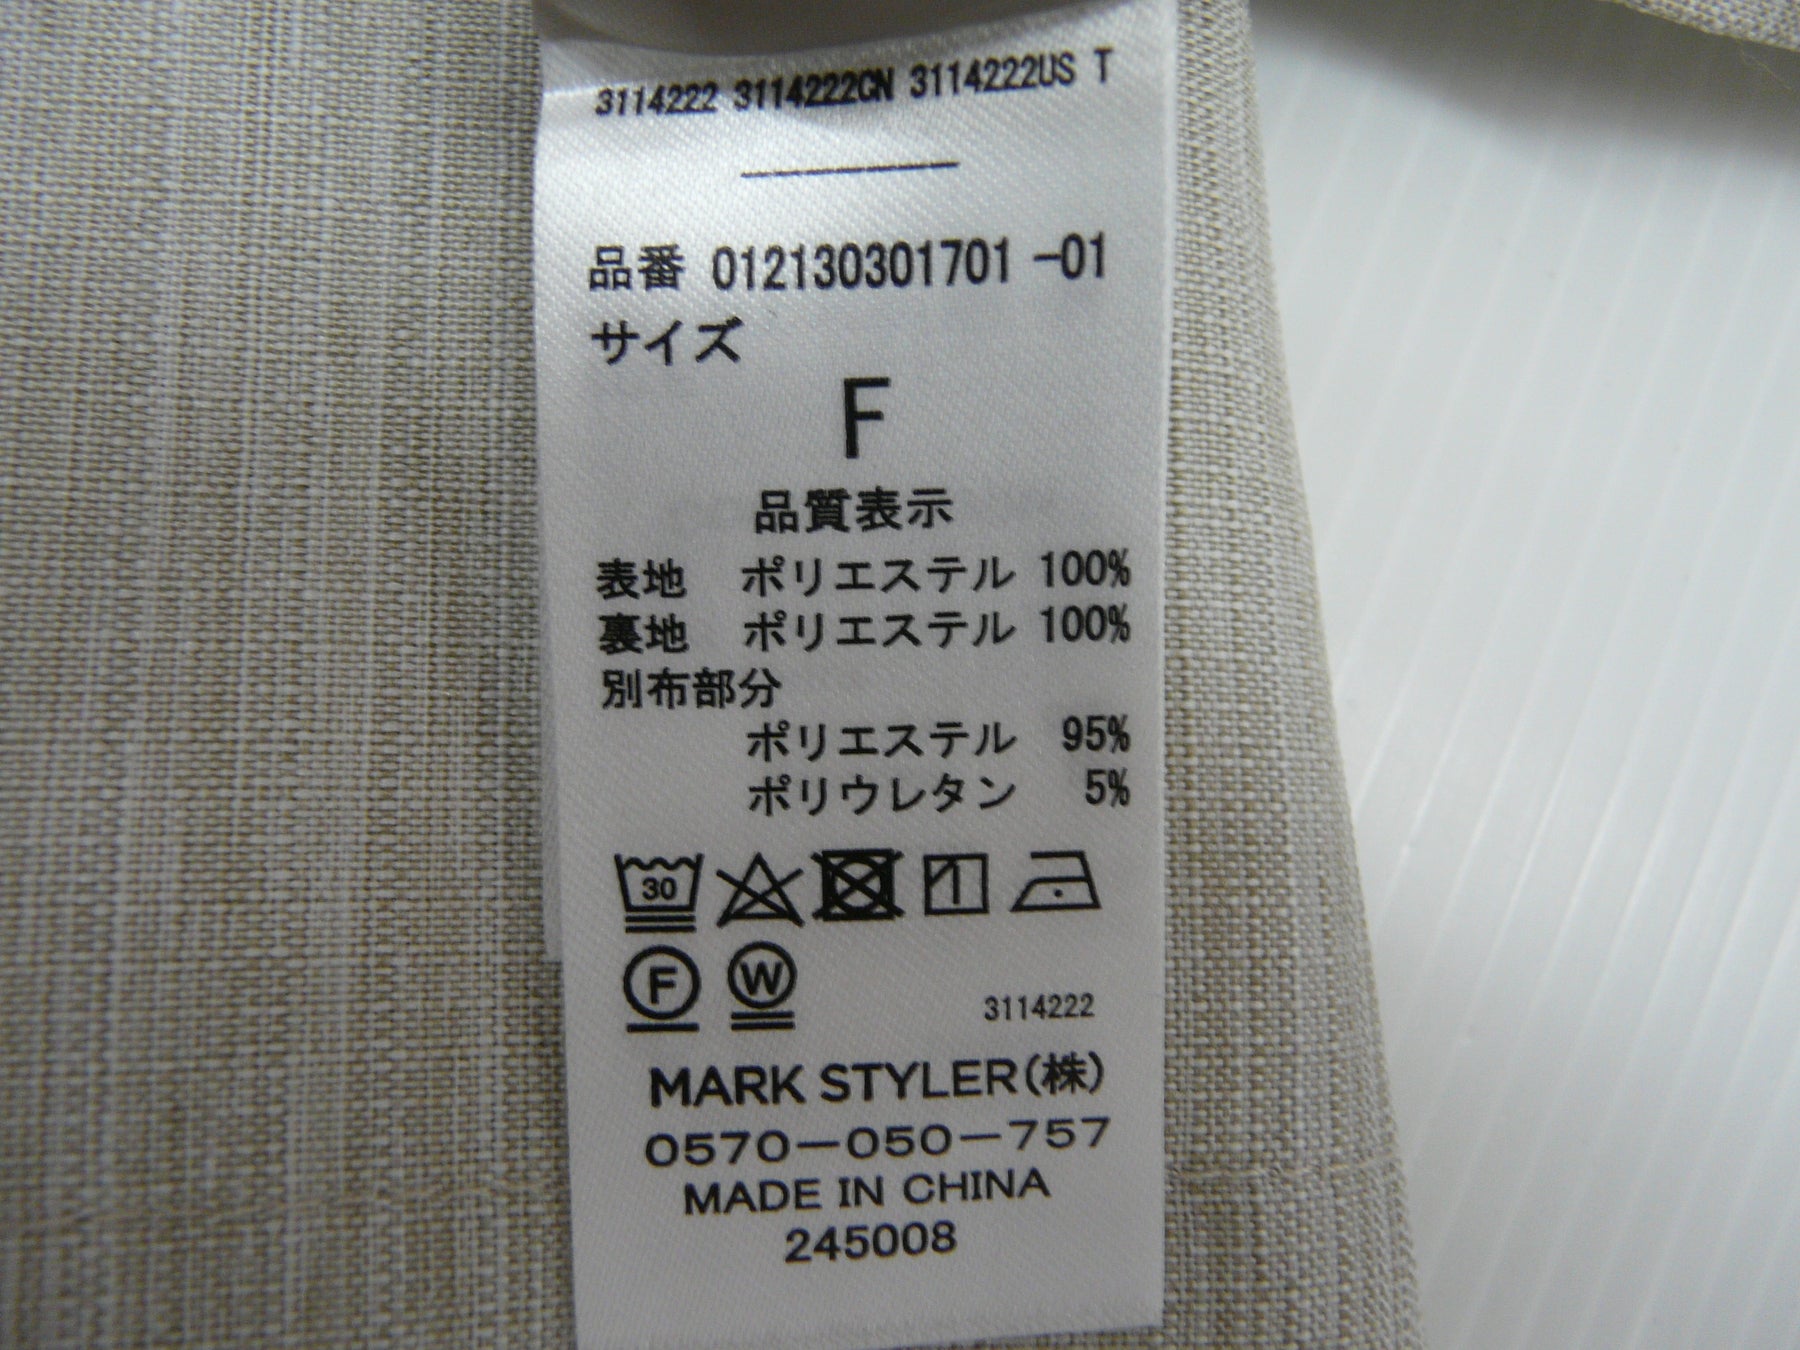 3114222 3114222CN 3114222US T
品番 012130301701 -01
サイズ
F
品質表示
表地 ポリエステル 100%
裏地 ポリエステル 100%
別布部分
ポリエステル 95%
ポリウレタン 5%
30
F W
3114222
MARK STYLER(株)
0570-050-757
MADE IN CHINA
245008